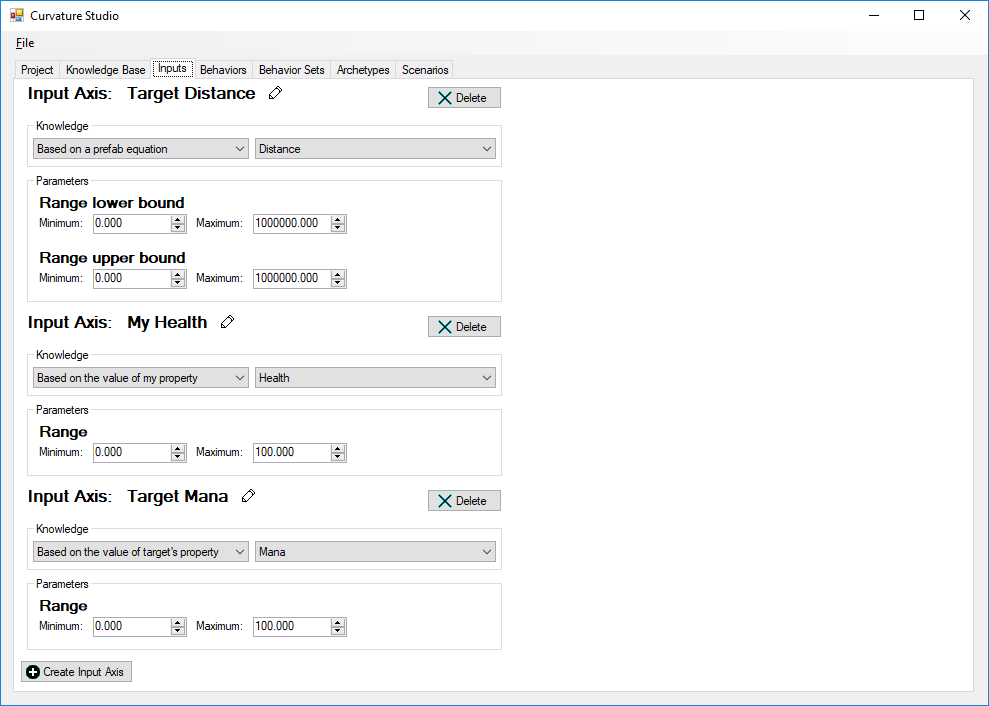 Curvature Studio
File
Project Knowledge Base Inputs Behaviors Behavior Sets Archetypes Scenarios
Input Axis: Target Distance Delete
Knowledge
Based on a prefab equation Distance
Parameters
Range lower bound
Minimum: 0.000 Maximum: 1000000.000
Range upper bound
Minimum: 0.000 Maximum: 1000000.000
Input Axis: My Health Delete
Knowledge
Based on the value of my property Health
Parameters
Range
Minimum: 0.000 Maximum: 100.000
Input Axis: Target Mana Delete
Knowledge
Based on the value of target's property Mana
Parameters
Range
Minimum: 0.000 Maximum: 100.000
Create Input Axis